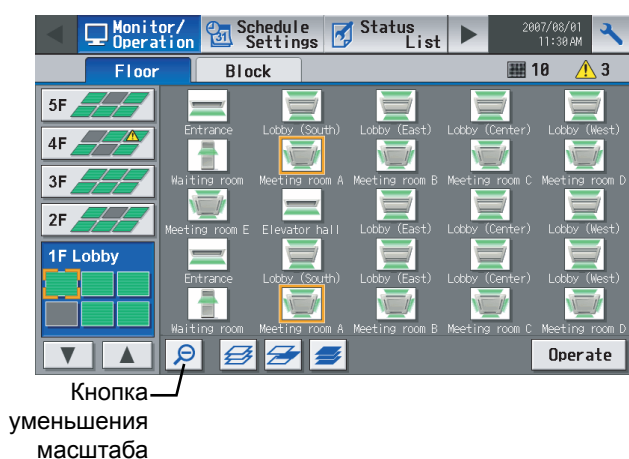 Monitor/ Operation
Schedule Settings
Status List
2007/08/01
11:30 AM
Floor
Block
10
3
5F
4F
3F
2F
1F Lobby
Entrance Lobby (South) Lobby (East) Lobby (Center) Lobby (West)
Waiting room Meeting room A Meeting room B Meeting room C Meeting room D
Meeting room E Elevator hall Lobby (East) Lobby (Center) Lobby (West)
Entrance Lobby (South) Lobby (East) Lobby (Center) Lobby (West)
Waiting room Meeting room A Meeting room B Meeting room C Meeting room D
Operate
Кнопка
уменьшения
масштаба